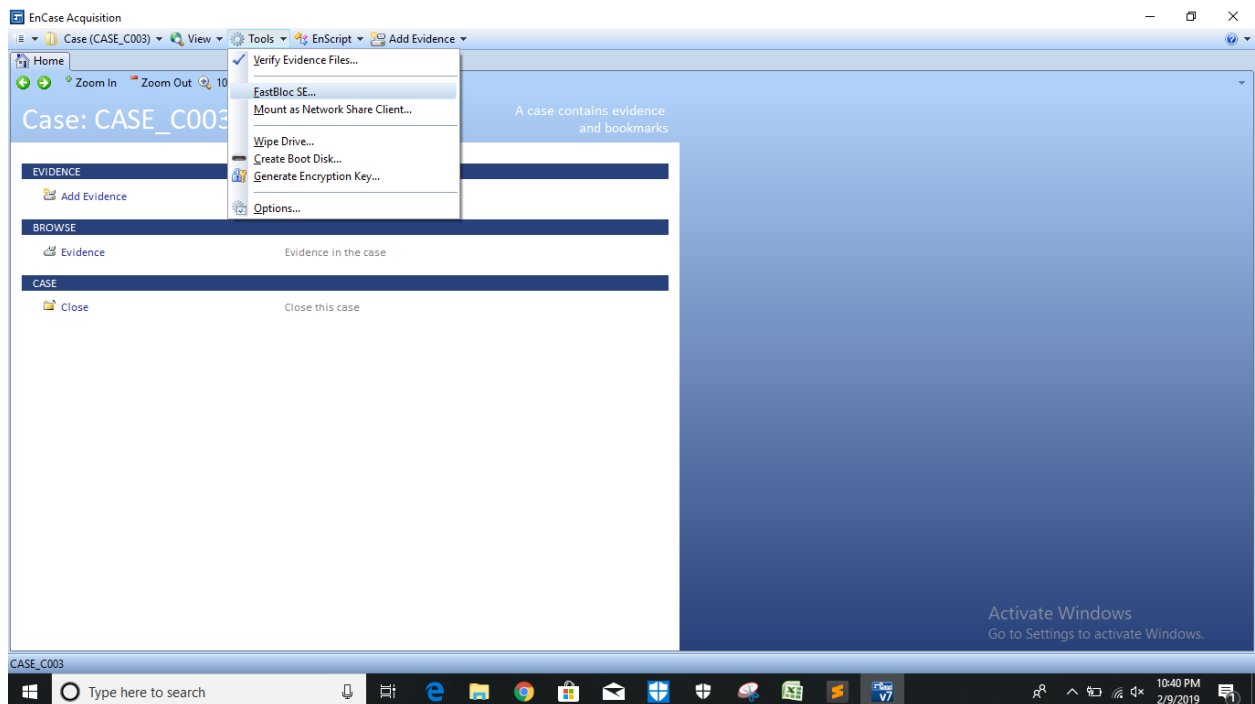 EnCase Acquisition
Case (CASE_C003) View Tools EnScript Add Evidence
Home
Zoom In Zoom Out 10
Verify Evidence Files...
FastBloc SE...
Mount as Network Share Client...
Wipe Drive...
Create Boot Disk...
Generate Encryption Key...
Options...
Case: CASE_C003
A case contains evidence
and bookmarks
EVIDENCE
Add Evidence
BROWSE
Evidence Evidence in the case
CASE
Close Close this case
Activate Windows
Go to Settings to activate Windows.
CASE_C003
Type here to search
v7
10:40 PM
2/9/2019
1